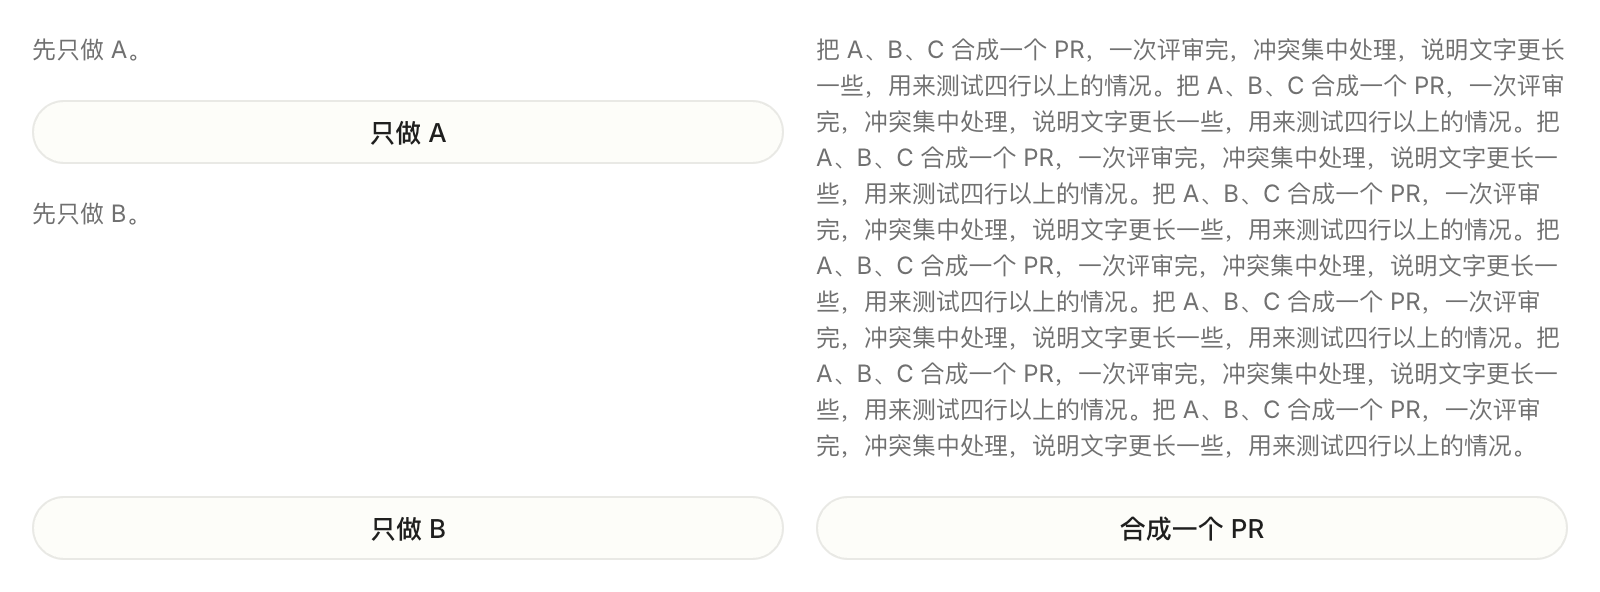 先只做 A。
只做 A
先只做 B。
只做 B
把 A、B、C 合成一个 PR，一次评审完，冲突集中处理，说明文字更长
一些，用来测试四行以上的情况。把 A、B、C 合成一个 PR，一次评审
完，冲突集中处理，说明文字更长一些，用来测试四行以上的情况。把
A、B、C 合成一个 PR，一次评审完，冲突集中处理，说明文字更长一
些，用来测试四行以上的情况。把 A、B、C 合成一个 PR，一次评审
完，冲突集中处理，说明文字更长一些，用来测试四行以上的情况。把
A、B、C 合成一个 PR，一次评审完，冲突集中处理，说明文字更长一
些，用来测试四行以上的情况。把 A、B、C 合成一个 PR，一次评审
完，冲突集中处理，说明文字更长一些，用来测试四行以上的情况。把
A、B、C 合成一个 PR，一次评审完，冲突集中处理，说明文字更长一
些，用来测试四行以上的情况。把 A、B、C 合成一个 PR，一次评审
完，冲突集中处理，说明文字更长一些，用来测试四行以上的情况。
合成一个 PR